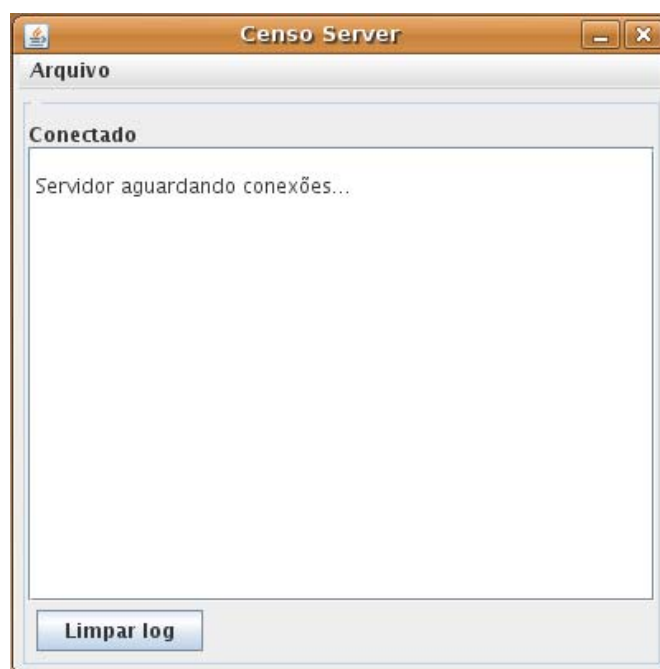 Censo Server
Arquivo
Conectado
Servidor aguardando conexões...
Limpar log